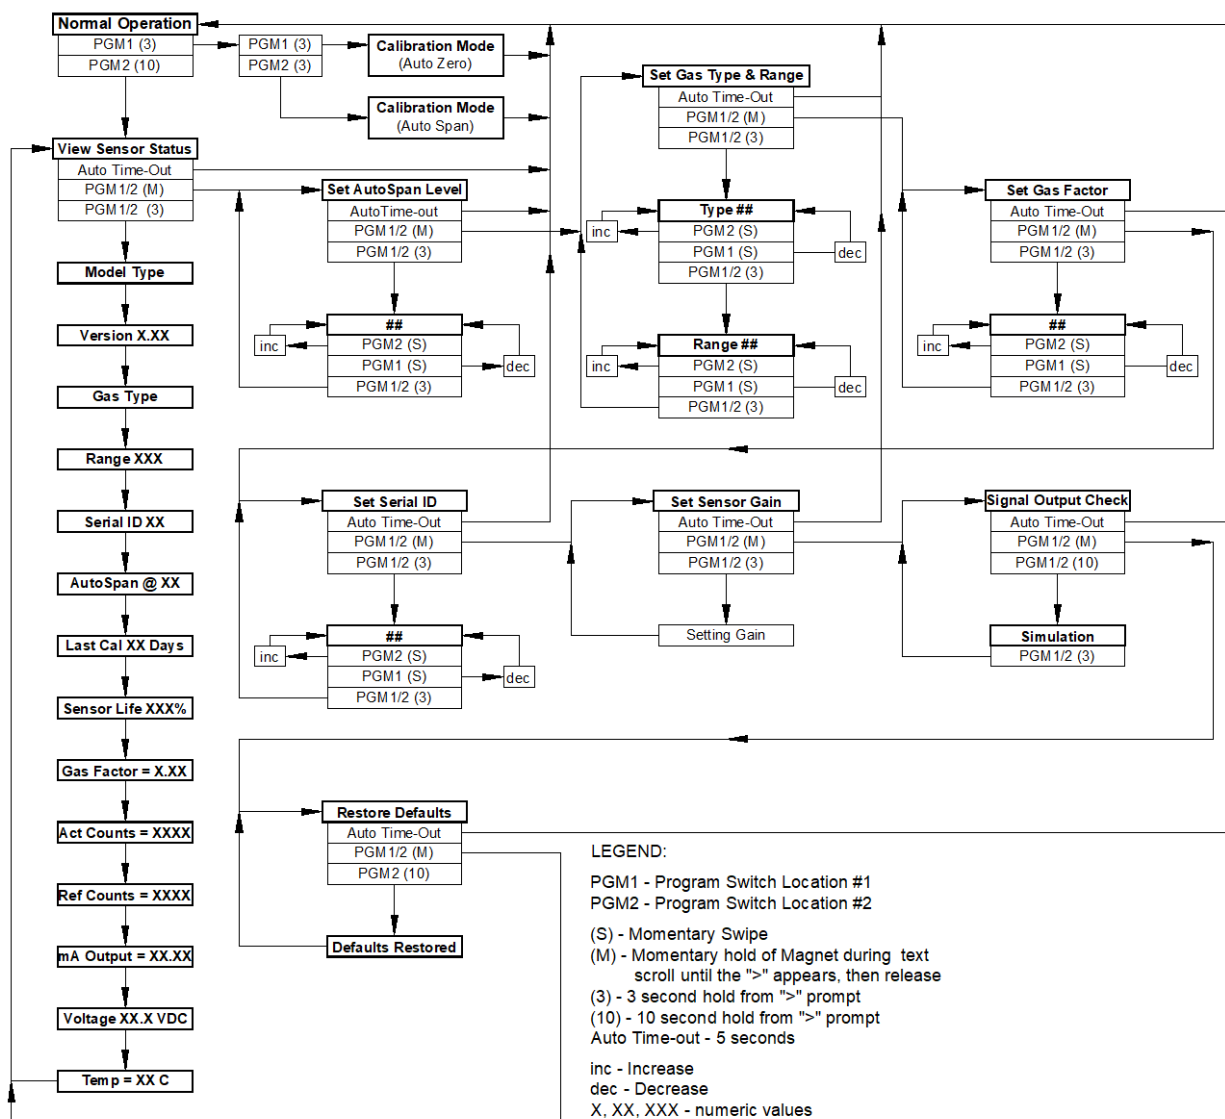 Normal Operation
PGM1 (3)
PGM2 (10)
PGM1 (3)
PGM2 (3)
Calibration Mode
(Auto Zero)
Calibration Mode
(Auto Span)
View Sensor Status
Auto Time-Out
PGM1/2 (M)
PGM1/2 (3)
Model Type
Version X.XX
Gas Type
Range XXX
Serial ID XX
AutoSpan @ XX
Last Cal XX Days
Sensor Life XXX%
Gas Factor = X.XX
Act Counts = XXXX
Ref Counts = XXXX
mA Output = XX.XX
Voltage XX.X VDC
Temp = XX C
Set AutoSpan Level
AutoTime-out
PGM1/2 (M)
PGM1/2 (3)
##
PGM2 (S)
PGM1 (S)
PGM1/2 (3)
inc
dec
Set Gas Type & Range
Auto Time-Out
PGM1/2 (M)
PGM1/2 (3)
Type ##
PGM2 (S)
PGM1 (S)
PGM1/2 (3)
inc
dec
Range ##
PGM2 (S)
PGM1 (S)
PGM1/2 (3)
inc
dec
Set Gas Factor
Auto Time-Out
PGM1/2 (M)
PGM1/2 (3)
##
PGM2 (S)
PGM1 (S)
PGM1/2 (3)
inc
dec
Set Serial ID
Auto Time-Out
PGM1/2 (M)
PGM1/2 (3)
##
PGM2 (S)
PGM1 (S)
PGM1/2 (3)
inc
dec
Set Sensor Gain
Auto Time-Out
PGM1/2 (M)
PGM1/2 (3)
Setting Gain
Signal Output Check
Auto Time-Out
PGM1/2 (M)
PGM1/2 (10)
Simulation
PGM1/2 (3)
Restore Defaults
Auto Time-Out
PGM1/2 (M)
PGM2 (10)
Defaults Restored
LEGEND:
PGM1 - Program Switch Location #1
PGM2 - Program Switch Location #2
(S) - Momentary Swipe
(M) - Momentary hold of Magnet during text
scroll until the ">" appears, then release
(3) - 3 second hold from ">" prompt
(10) - 10 second hold from ">" prompt
Auto Time-out - 5 seconds
inc - Increase
dec - Decrease
X, XX, XXX - numeric values